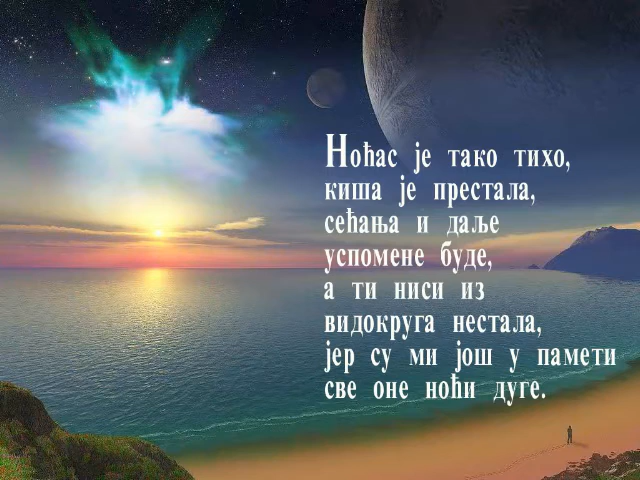 Ноћас је тако тихо,
киша је престала,
сећања и даље
успомене буде,
а ти ниси из
видокруга нестала,
јер су ми још у памети
све оне ноћи дуге.